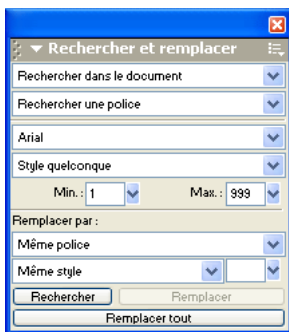 Rechercher et remplacer
Rechercher dans le document
Rechercher une police
Arial
Style quelconque
Min. : 1 Max. : 999
Remplacer par :
Même police
Même style
Rechercher Remplacer
Remplacer tout